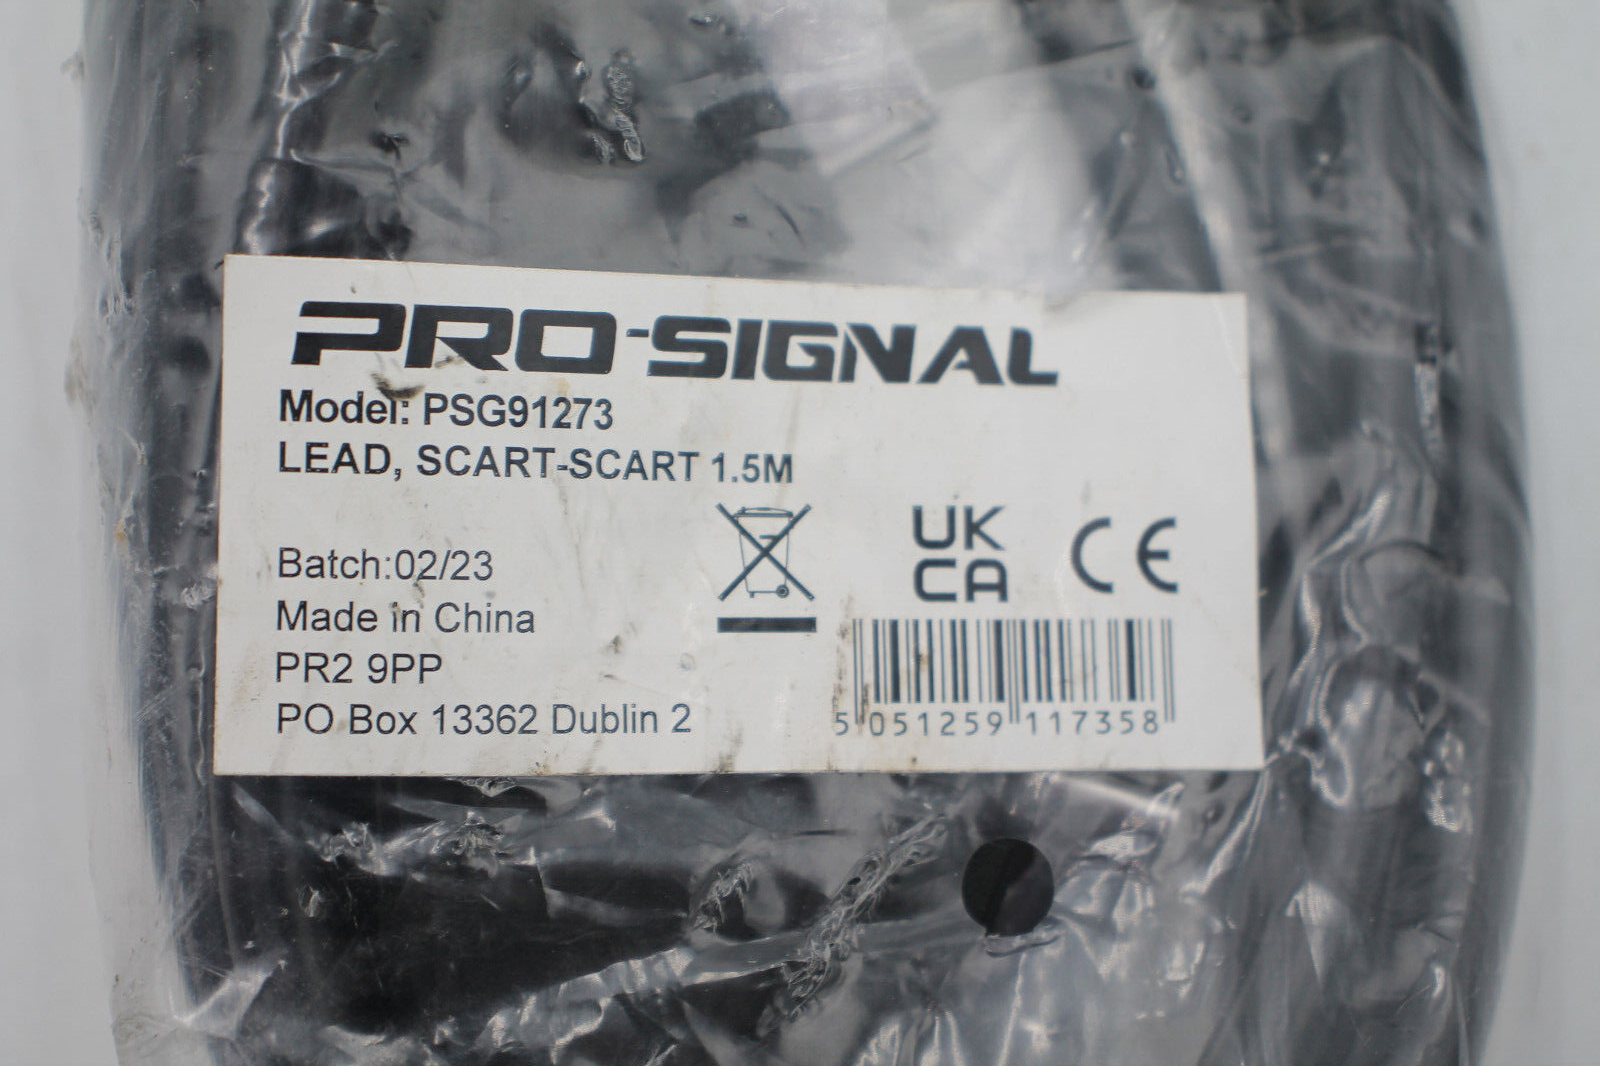 PRO-SIGNAL
Model: PSG91273
LEAD, SCART-SCART 1.5M
Batch:02/23
Made in China
PR2 9PP
PO Box 13362 Dublin 2
UK
CA
CE
5 051259 117358